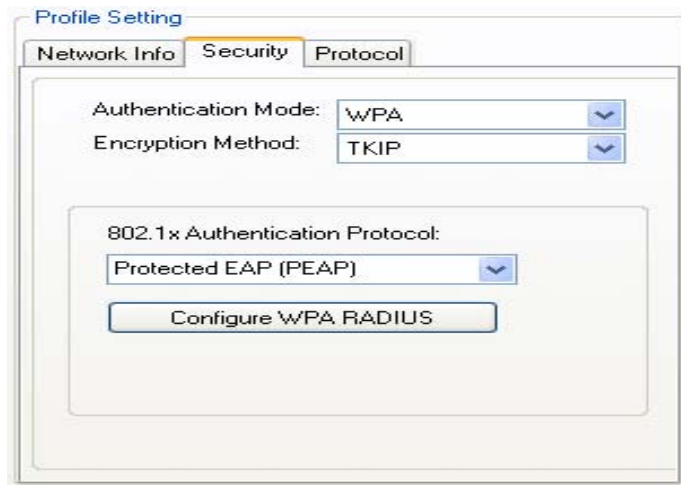 Profile Setting
Network Info Security Protocol
Authentication Mode: WPA
Encryption Method: TKIP
802.1x Authentication Protocol:
Protected EAP (PEAP)
Configure WPA RADIUS